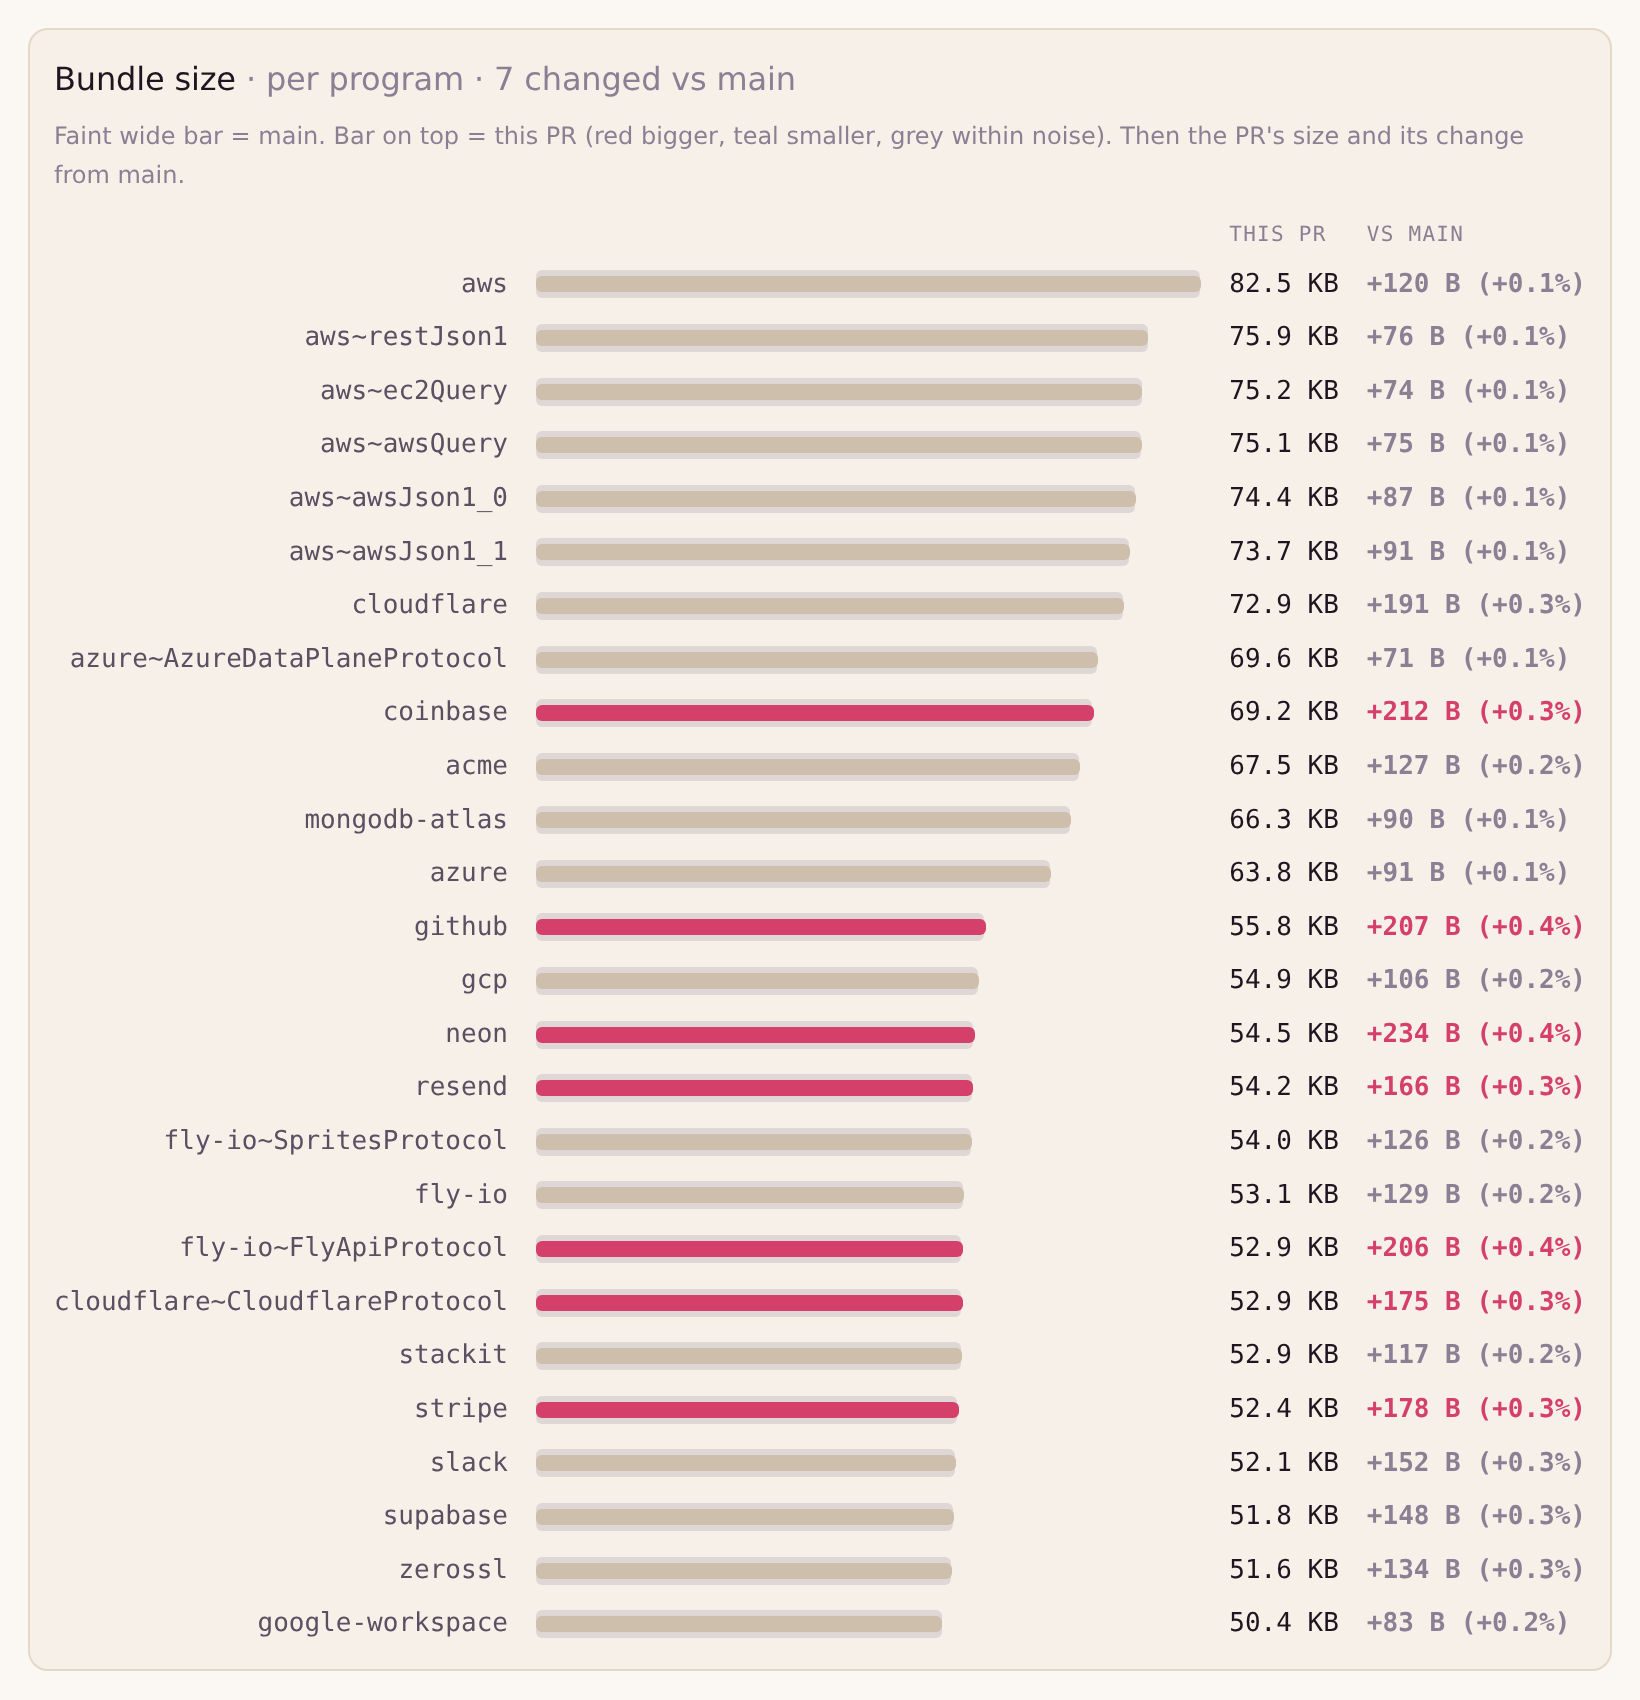 Bundle size · per program · 7 changed vs main
Faint wide bar = main. Bar on top = this PR (red bigger, teal smaller, grey within noise). Then the PR's size and its change
from main.
THIS PR VS MAIN
aws 82.5 KB +120 B (+0.1%)
aws~restJson1 75.9 KB +76 B (+0.1%)
aws~ec2Query 75.2 KB +74 B (+0.1%)
aws~awsQuery 75.1 KB +75 B (+0.1%)
aws~awsJson1_0 74.4 KB +87 B (+0.1%)
aws~awsJson1_1 73.7 KB +91 B (+0.1%)
cloudflare 72.9 KB +191 B (+0.3%)
azure~AzureDataPlaneProtocol 69.6 KB +71 B (+0.1%)
coinbase 69.2 KB +212 B (+0.3%)
acme 67.5 KB +127 B (+0.2%)
mongodb-atlas 66.3 KB +90 B (+0.1%)
azure 63.8 KB +91 B (+0.1%)
github 55.8 KB +207 B (+0.4%)
gcp 54.9 KB +106 B (+0.2%)
neon 54.5 KB +234 B (+0.4%)
resend 54.2 KB +166 B (+0.3%)
fly-io~SpritesProtocol 54.0 KB +126 B (+0.2%)
fly-io 53.1 KB +129 B (+0.2%)
fly-io~FlyApiProtocol 52.9 KB +206 B (+0.4%)
cloudflare~CloudflareProtocol 52.9 KB +175 B (+0.3%)
stackit 52.9 KB +117 B (+0.2%)
stripe 52.4 KB +178 B (+0.3%)
slack 52.1 KB +152 B (+0.3%)
supabase 51.8 KB +148 B (+0.3%)
zerossl 51.6 KB +134 B (+0.3%)
google-workspace 50.4 KB +83 B (+0.2%)